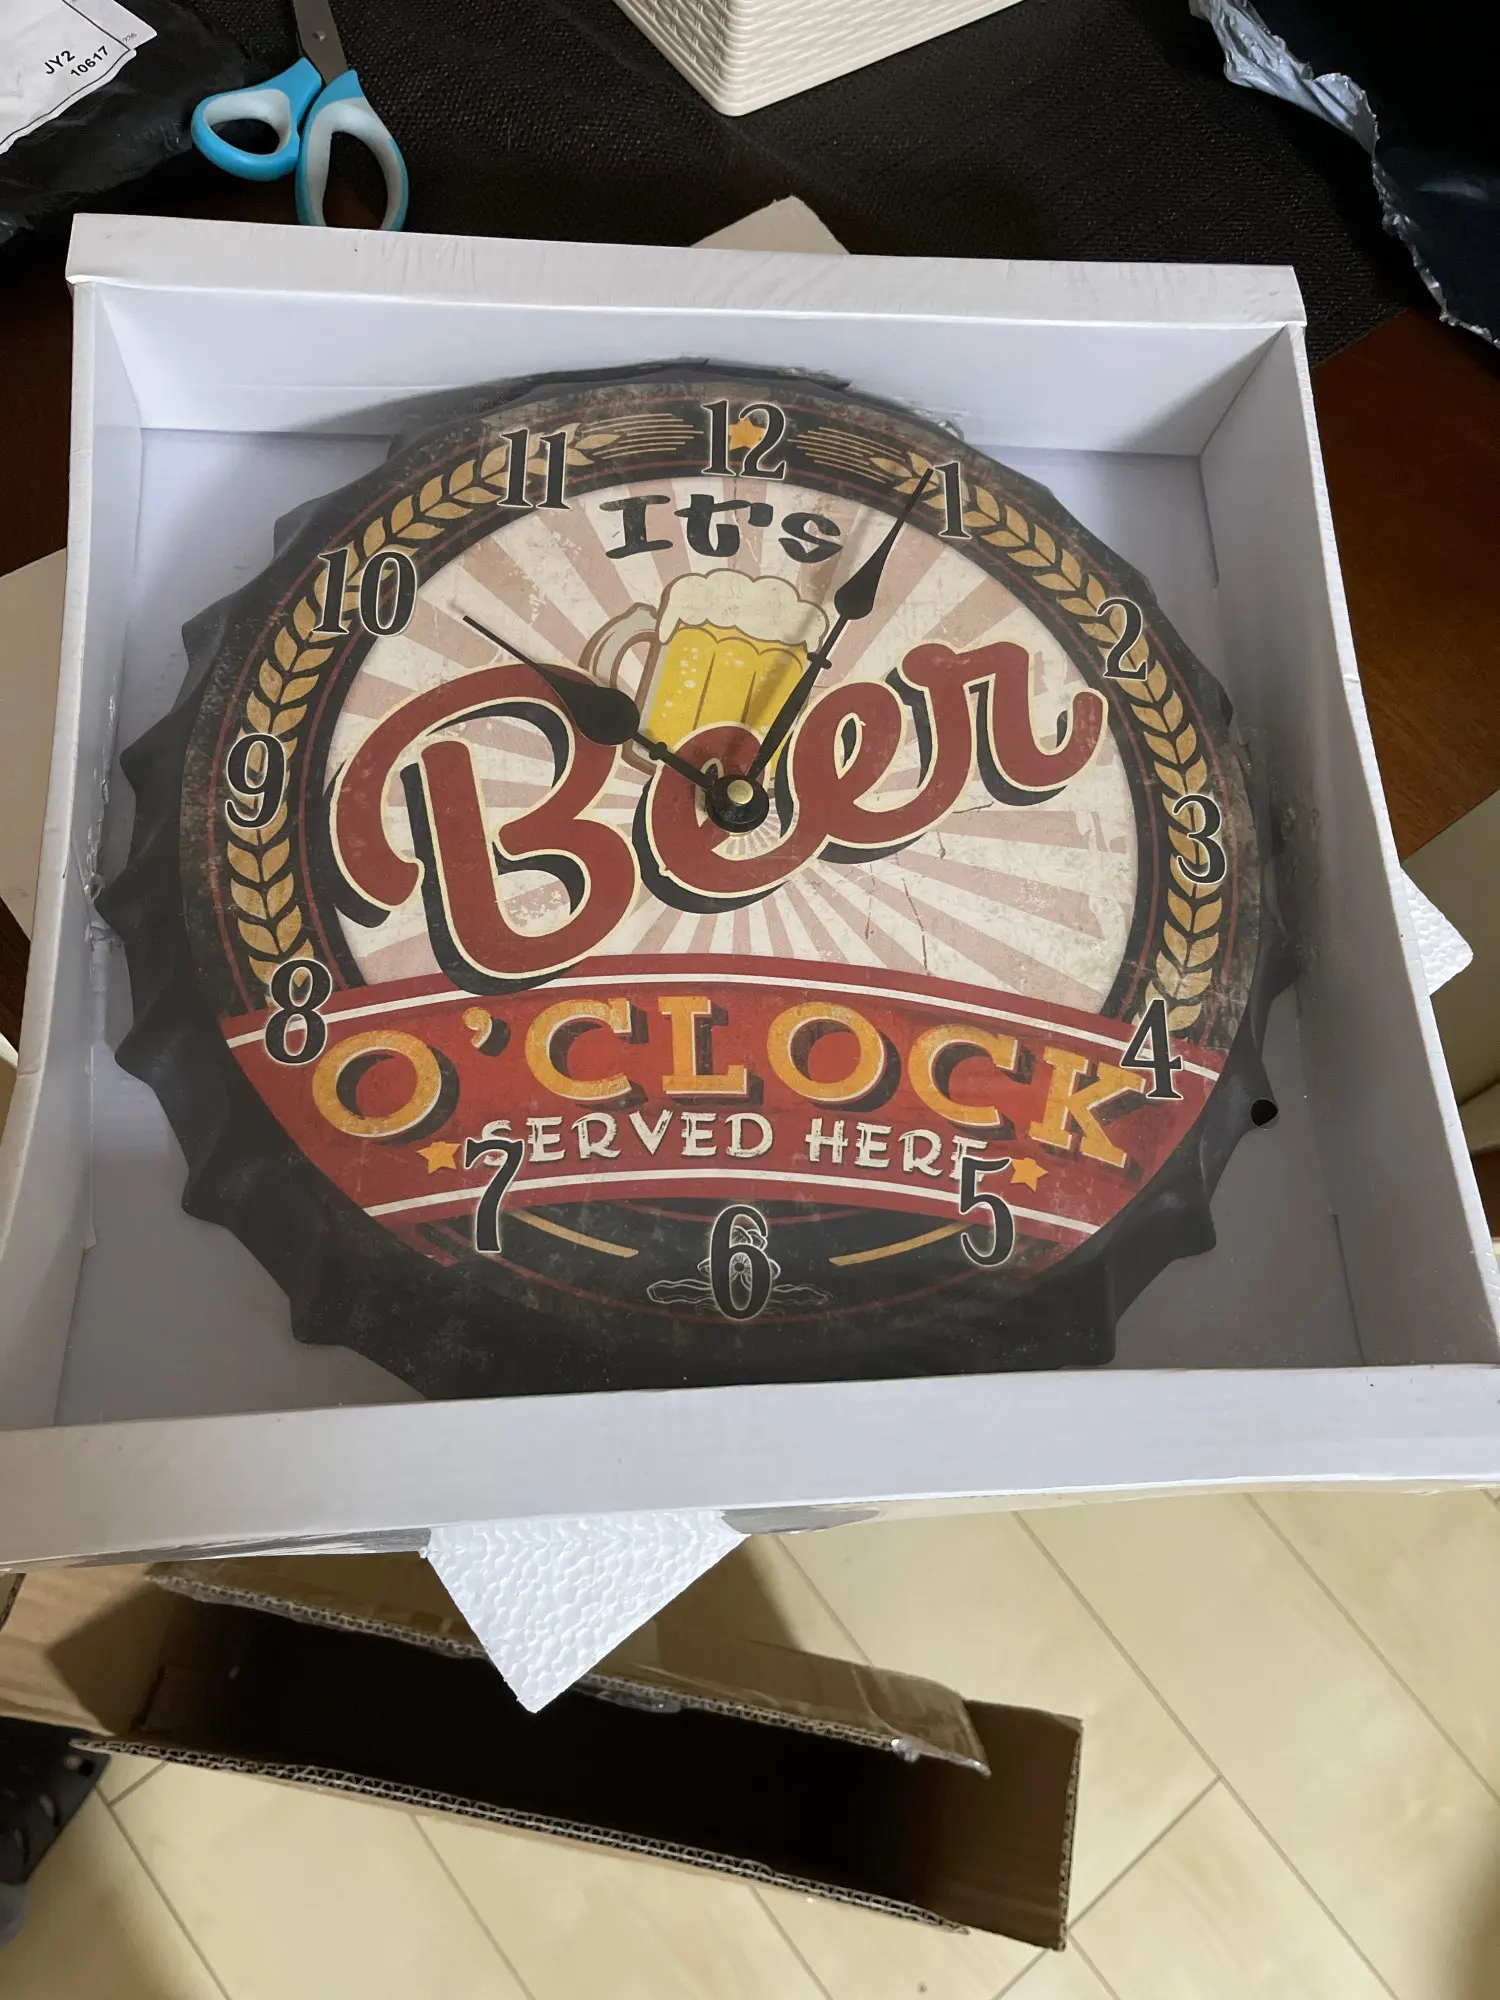 JY2
10617
12
11
1
It's
10
2
Beer
9
3
8
4
O'CLOCK
SERVED HERE
7
5
6